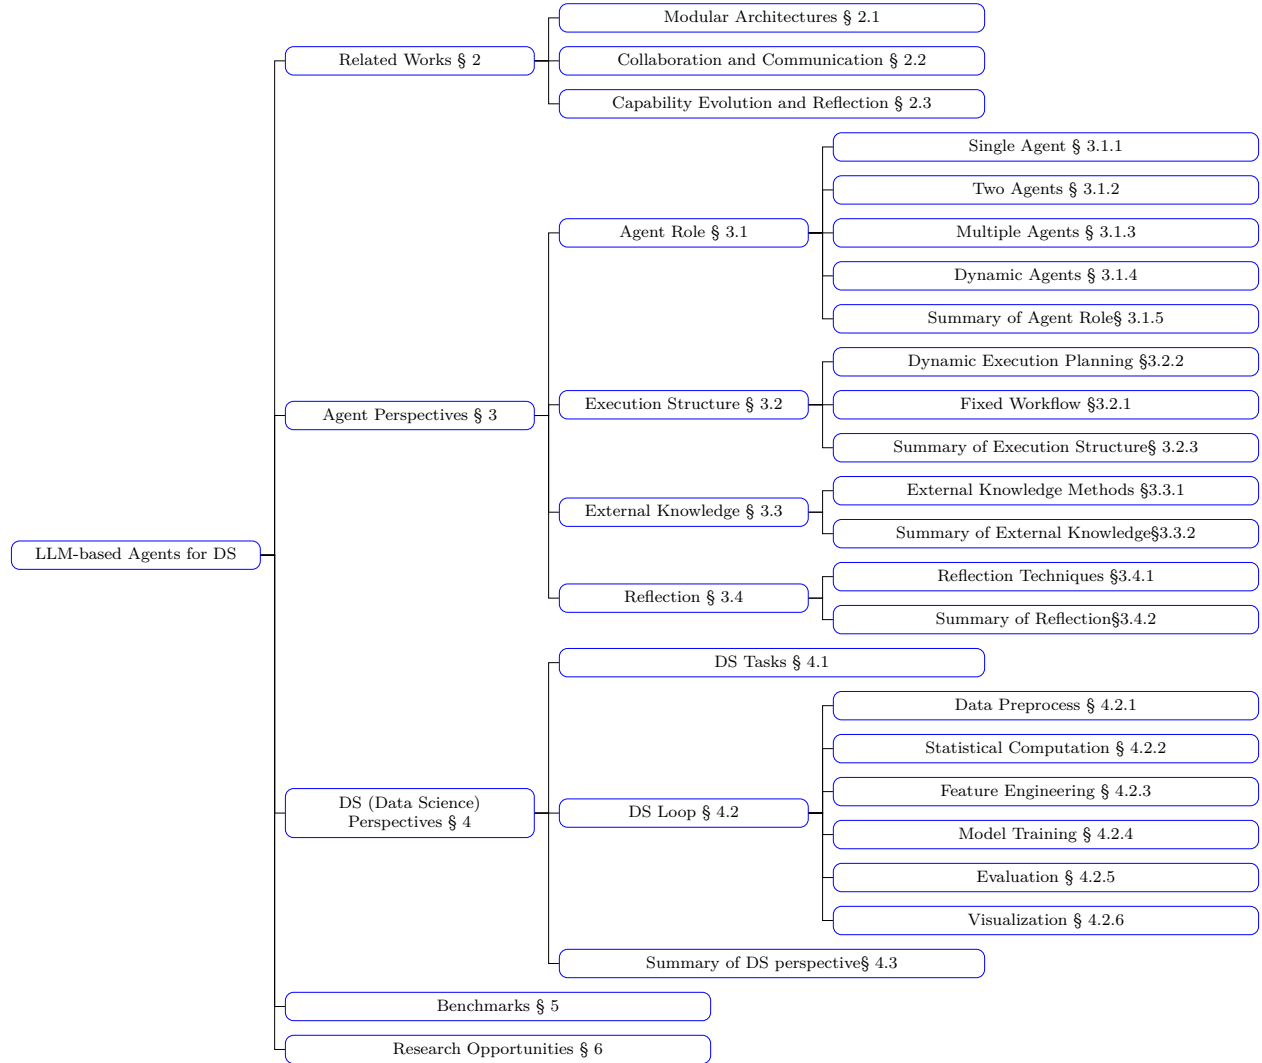 LLM-based Agents for DS
Related Works § 2
Modular Architectures § 2.1
Collaboration and Communication § 2.2
Capability Evolution and Reflection § 2.3
Agent Perspectives § 3
Agent Role § 3.1
Single Agent § 3.1.1
Two Agents § 3.1.2
Multiple Agents § 3.1.3
Dynamic Agents § 3.1.4
Summary of Agent Role§ 3.1.5
Execution Structure § 3.2
Dynamic Execution Planning §3.2.2
Fixed Workflow §3.2.1
Summary of Execution Structure§ 3.2.3
External Knowledge § 3.3
External Knowledge Methods §3.3.1
Summary of External Knowledge§3.3.2
Reflection § 3.4
Reflection Techniques §3.4.1
Summary of Reflection§3.4.2
DS (Data Science)
Perspectives § 4
DS Tasks § 4.1
DS Loop § 4.2
Data Preprocess § 4.2.1
Statistical Computation § 4.2.2
Feature Engineering § 4.2.3
Model Training § 4.2.4
Evaluation § 4.2.5
Visualization § 4.2.6
Summary of DS perspective§ 4.3
Benchmarks § 5
Research Opportunities § 6